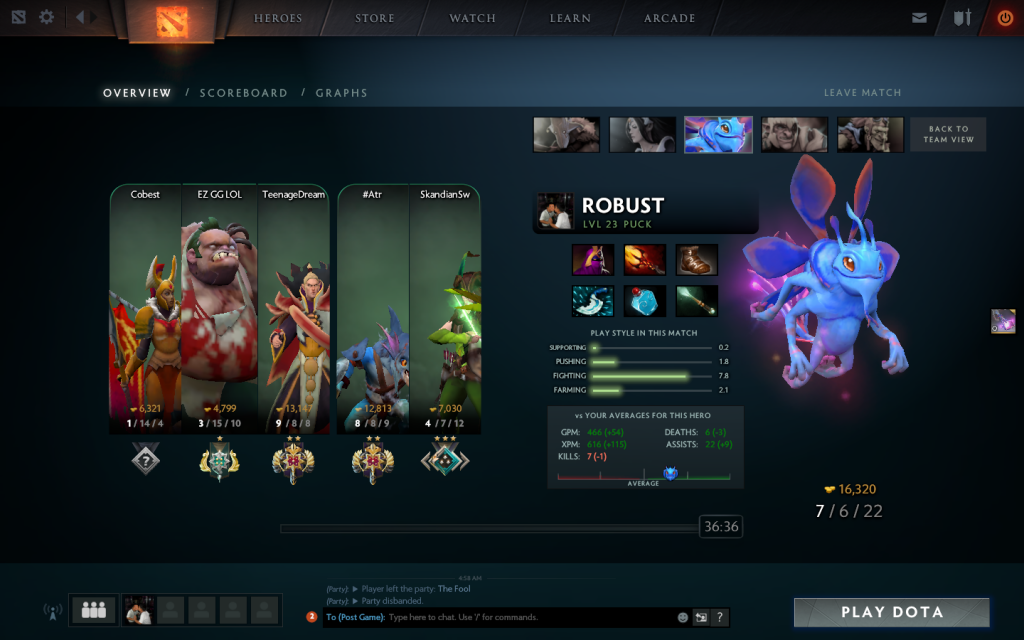 HEROES
STORE
WATCH
LEARN
ARCADE
OVERVIEW / SCOREBOARD / GRAPHS
LEAVE MATCH
BACK TO
TEAM VIEW
Cobest
EZ GG LOL
TeenageDream
#Atr
SkandianSw
6,321
1 / 14 / 4
4,799
3 / 15 / 10
13,147
9 / 8 / 8
12,813
8 / 8 / 9
7,030
4 / 7 / 12
?
ROBUST
LVL 23 PUCK
PLAY STYLE IN THIS MATCH
SUPPORTING 0.2
PUSHING 1.8
FIGHTING 7.8
FARMING 2.1
vs YOUR AVERAGES FOR THIS HERO
GPM: 466 (+54)
DEATHS: 6 (-3)
XPM: 616 (+115)
ASSISTS: 22 (+9)
KILLS: 7 (-1)
AVERAGE
16,320
7 / 6 / 22
36:36
4:58 AM
(Party): ▶ Player left the party: The Fool
(Party): ▶ Party disbanded.
2
To (Post Game): Type here to chat. Use '/' for commands.
?
PLAY DOTA